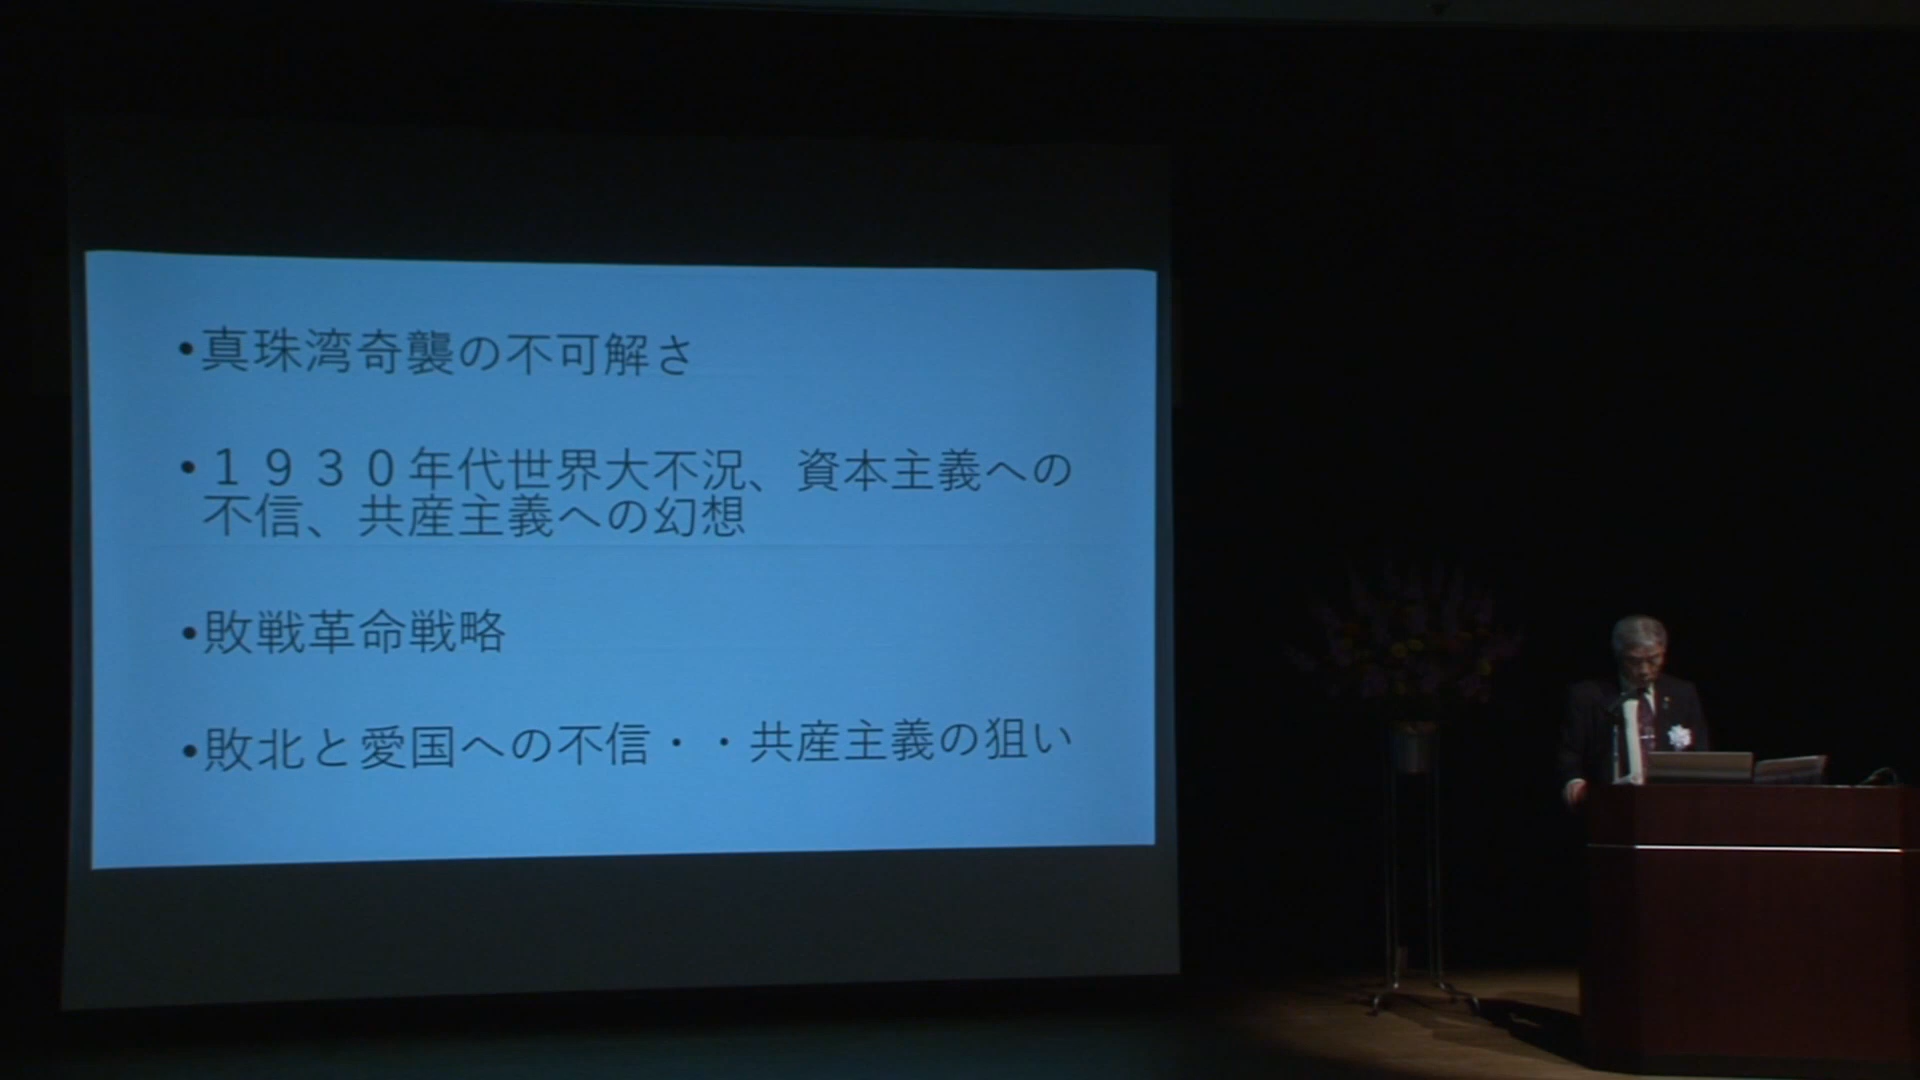 •真珠湾奇襲の不可解さ
•１９３０年代世界大不況、資本主義への
不信、共産主義への幻想
•敗戦革命戦略
•敗北と愛国への不信・・共産主義の狙い